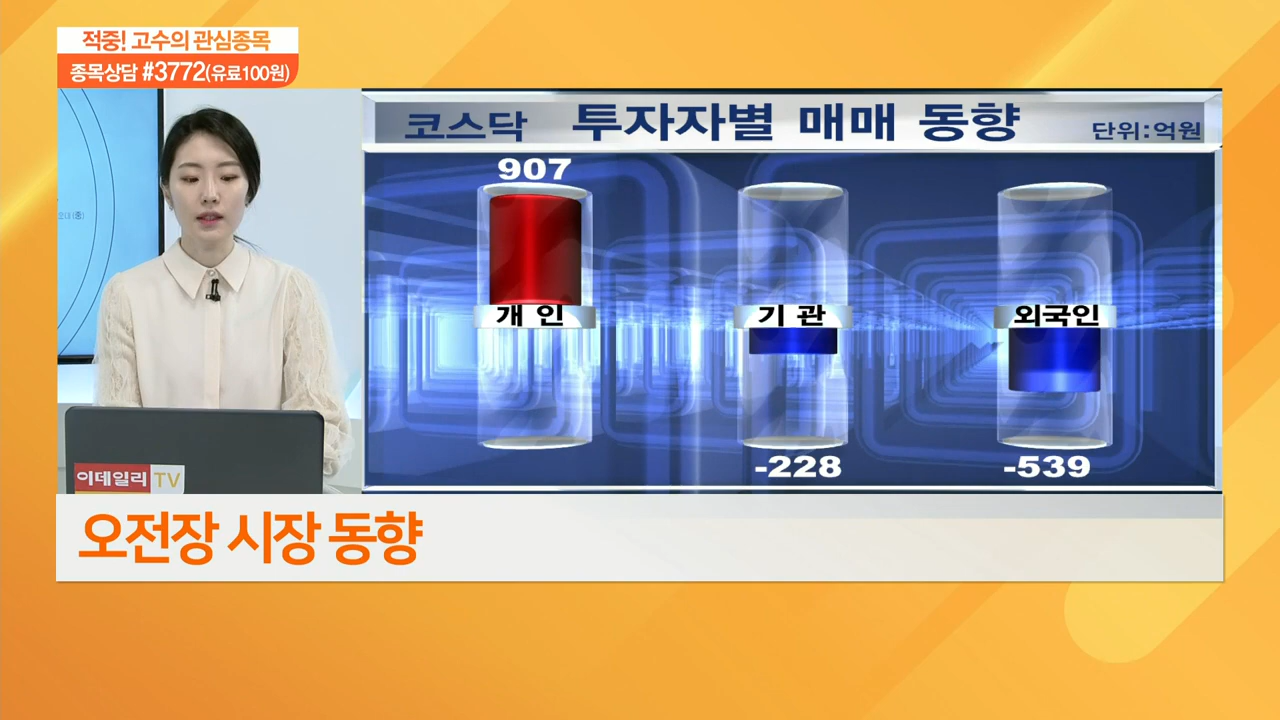 적중! 고수의 관심종목
종목상담 #3772(유료100원)
코스닥 투자자별 매매 동향 단위:억원
907
개 인
기 관
외국인
-228
-539
이데일리 TV
오전장 시장 동향